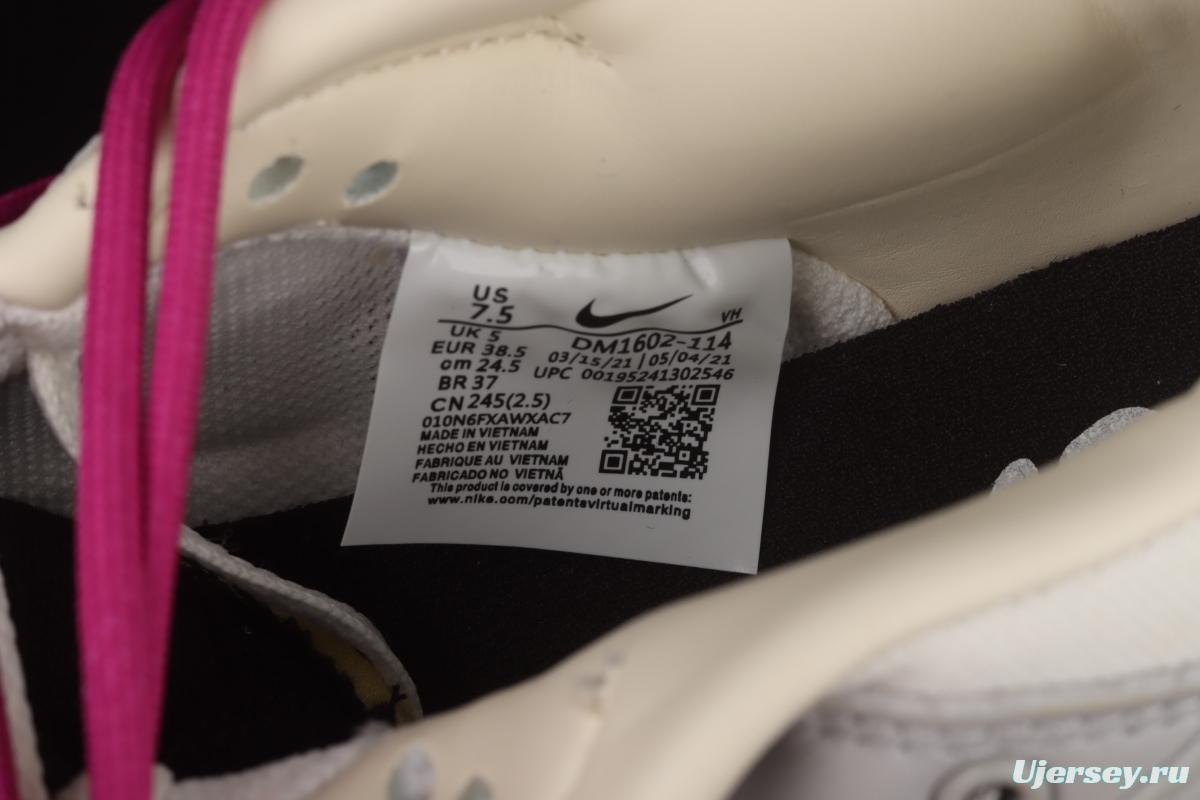 US
7.5
VH
UK 5
DM1602-114
EUR 38.5
03/15/21 | 05/04/21
cm 24.5
UPC 00195241302546
BR 37
CN 245(2.5)
010N6FXAWXAC7
MADE IN VIETNAM
HECHO EN VIETNAM
FABRIQUE AU VIETNAM
FABRICADO NO VIETNÃ
This product is covered by one or more patents:
www.nike.com/patentsvirtualmarking
Ujersey.ru